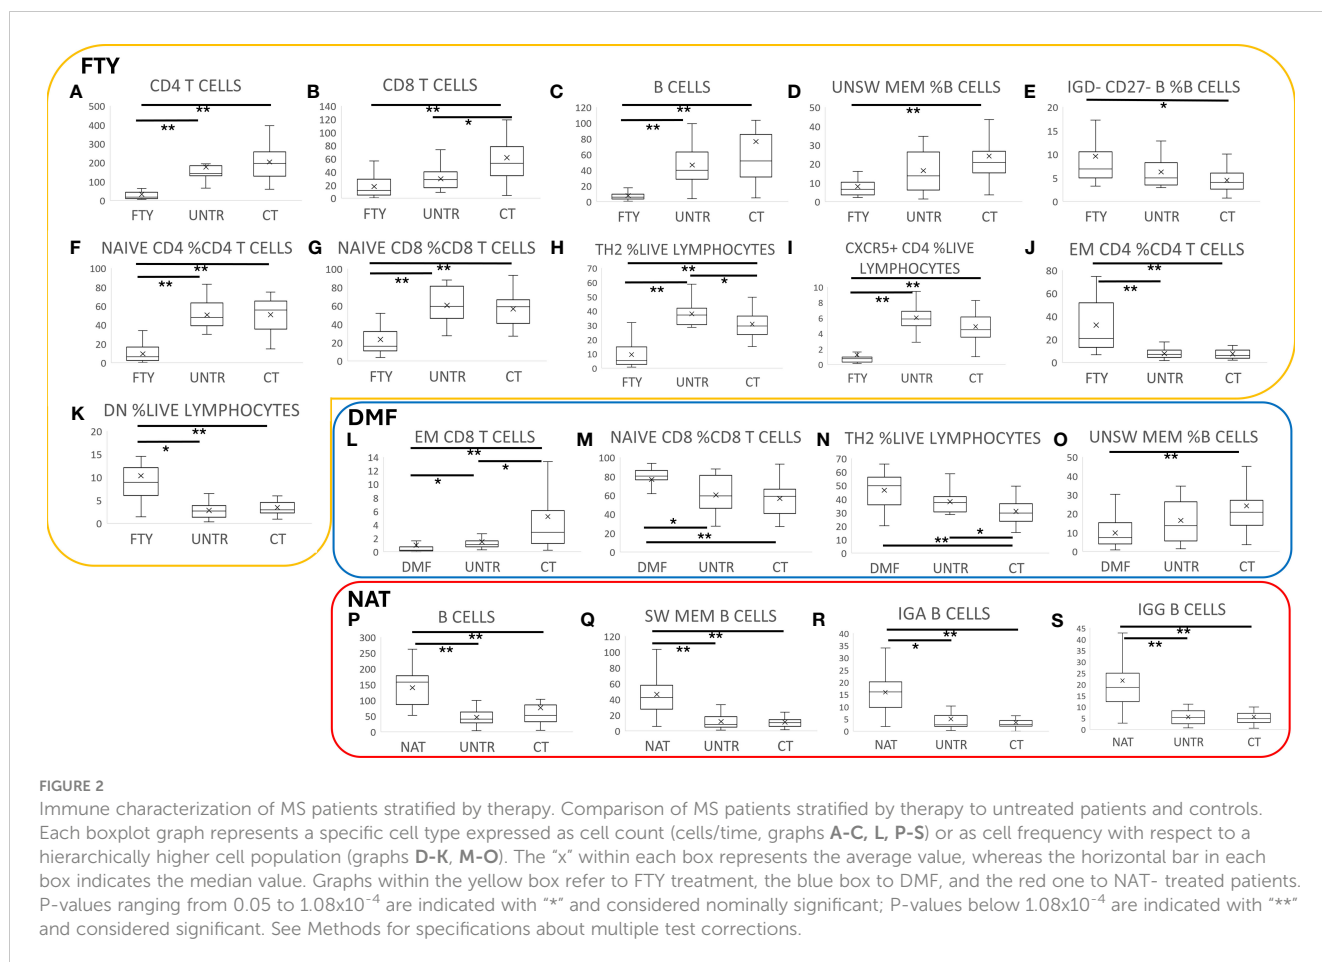 FTY
A CD4 T CELLS
500
400
300
200
100
0
** **
FTY UNTR CT
B CD8 T CELLS
140
120
100
80
60
40
20
0
** *
FTY UNTR CT
C B CELLS
120
100
80
60
40
20
0
** **
FTY UNTR CT
D UNSW MEM %B CELLS
50
40
30
20
10
0
**
FTY UNTR CT
E IGD- CD27- B %B CELLS
20
15
10
5
0
*
FTY UNTR CT
F NAIVE CD4 %CD4 T CELLS
100
80
60
40
20
0
** **
FTY UNTR CT
G NAIVE CD8 %CD8 T CELLS
100
80
60
40
20
0
** **
FTY UNTR CT
H TH2 %LIVE LYMPHOCYTES
70
60
50
40
30
20
10
0
** ** *
FTY UNTR CT
I CXCR5+ CD4 %LIVE
LYMPHOCYTES
10
8
6
4
2
0
** **
FTY UNTR CT
J EM CD4 %CD4 T CELLS
80
60
40
20
0
** **
FTY UNTR CT
K DN %LIVE LYMPHOCYTES
20
15
10
5
0
** *
FTY UNTR CT
DMF
L EM CD8 T CELLS
14
12
10
8
6
4
2
0
** * *
DMF UNTR CT
M NAIVE CD8 %CD8 T CELLS
100
80
60
40
20
0
* **
DMF UNTR CT
N TH2 %LIVE LYMPHOCYTES
70
60
50
40
30
20
10
0
* **
DMF UNTR CT
O UNSW MEM %B CELLS
50
40
30
20
10
0
**
DMF UNTR CT
NAT
P B CELLS
300
250
200
150
100
50
0
** **
NAT UNTR CT
Q SW MEM B CELLS
120
100
80
60
40
20
0
** **
NAT UNTR CT
R IGA B CELLS
40
35
30
25
20
15
10
5
0
** *
NAT UNTR CT
S IGG B CELLS
45
40
35
30
25
20
15
10
5
0
** **
NAT UNTR CT
FIGURE 2
Immune characterization of MS patients stratified by therapy. Comparison of MS patients stratified by therapy to untreated patients and controls.
Each boxplot graph represents a specific cell type expressed as cell count (cells/time, graphs A-C, L, P-S) or as cell frequency with respect to a
hierarchically higher cell population (graphs D-K, M-O). The “x” within each box represents the average value, whereas the horizontal bar in each
box indicates the median value. Graphs within the yellow box refer to FTY treatment, the blue box to DMF, and the red one to NAT- treated patients.
P-values ranging from 0.05 to 1.08x10⁻⁴ are indicated with “*” and considered nominally significant; P-values below 1.08x10⁻⁴ are indicated with “**”
and considered significant. See Methods for specifications about multiple test corrections.